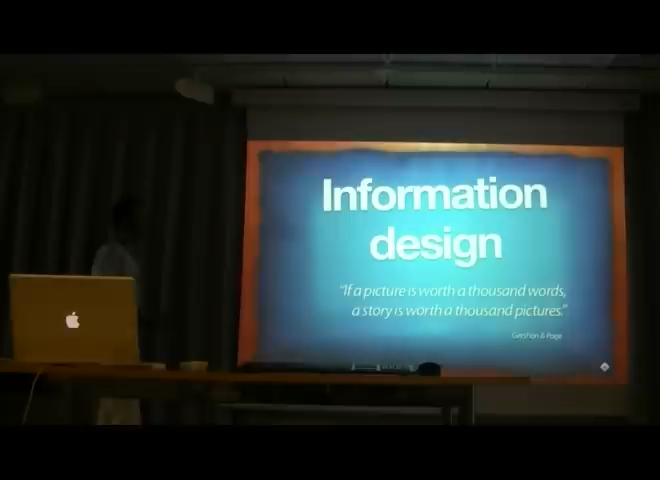 Information
design
"If a picture is worth a thousand words,
a story is worth a thousand pictures."
Gershon & Page